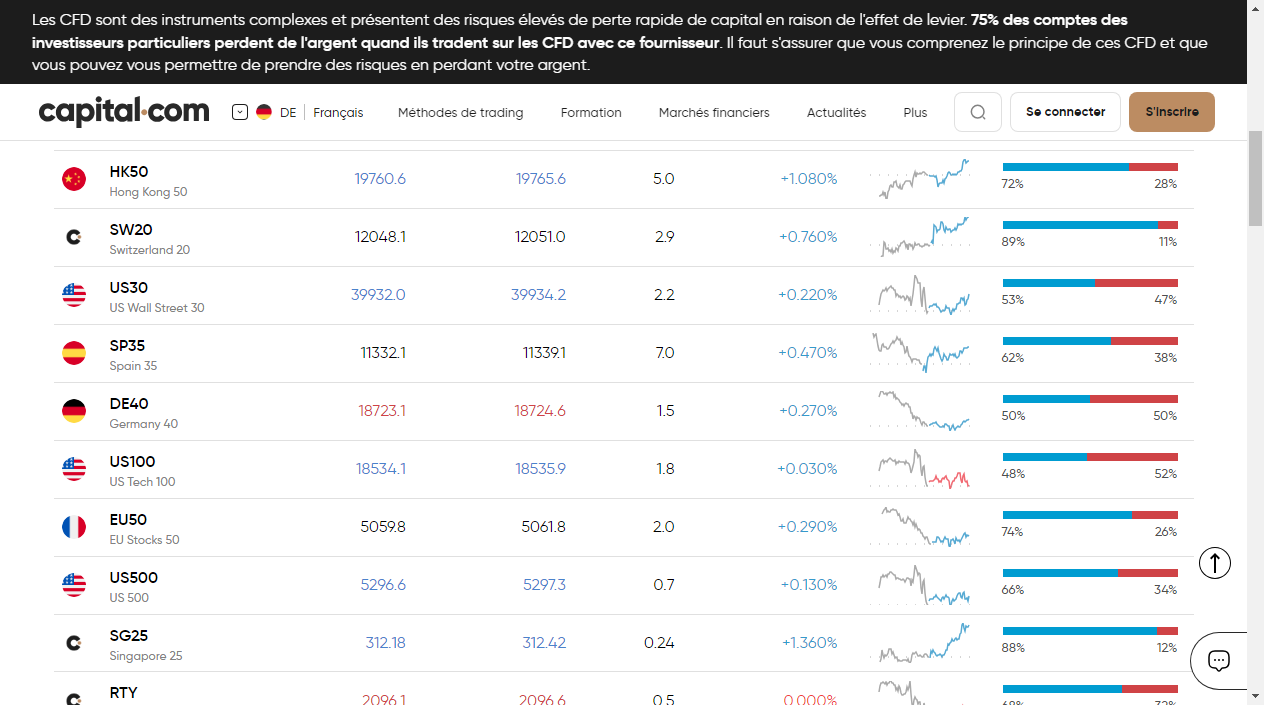 Les CFD sont des instruments complexes et présentent des risques élevés de perte rapide de capital en raison de l'effet de levier. 75% des comptes des
investisseurs particuliers perdent de l'argent quand ils tradent sur les CFD avec ce fournisseur. Il faut s'assurer que vous comprenez le principe de ces CFD et que
vous pouvez vous permettre de prendre des risques en perdant votre argent.
capital.com DE Français Méthodes de trading Formation Marchés financiers Actualités Plus Se connecter S'inscrire
HK50 19760.6 19765.6 5.0 +1.080%
Hong Kong 50 72% 28%
SW20 12048.1 12051.0 2.9 +0.760%
Switzerland 20 89% 11%
US30 39932.0 39934.2 2.2 +0.220%
US Wall Street 30 53% 47%
SP35 11332.1 11339.1 7.0 +0.470%
Spain 35 62% 38%
DE40 18723.1 18724.6 1.5 +0.270%
Germany 40 50% 50%
US100 18534.1 18535.9 1.8 +0.030%
US Tech 100 48% 52%
EU50 5059.8 5061.8 2.0 +0.290%
EU Stocks 50 74% 26%
US500 5296.6 5297.3 0.7 +0.130%
US 500 66% 34%
SG25 312.18 312.42 0.24 +1.360%
Singapore 25 88% 12%
RTY 2096.1 2096.6 0.5 0.000%